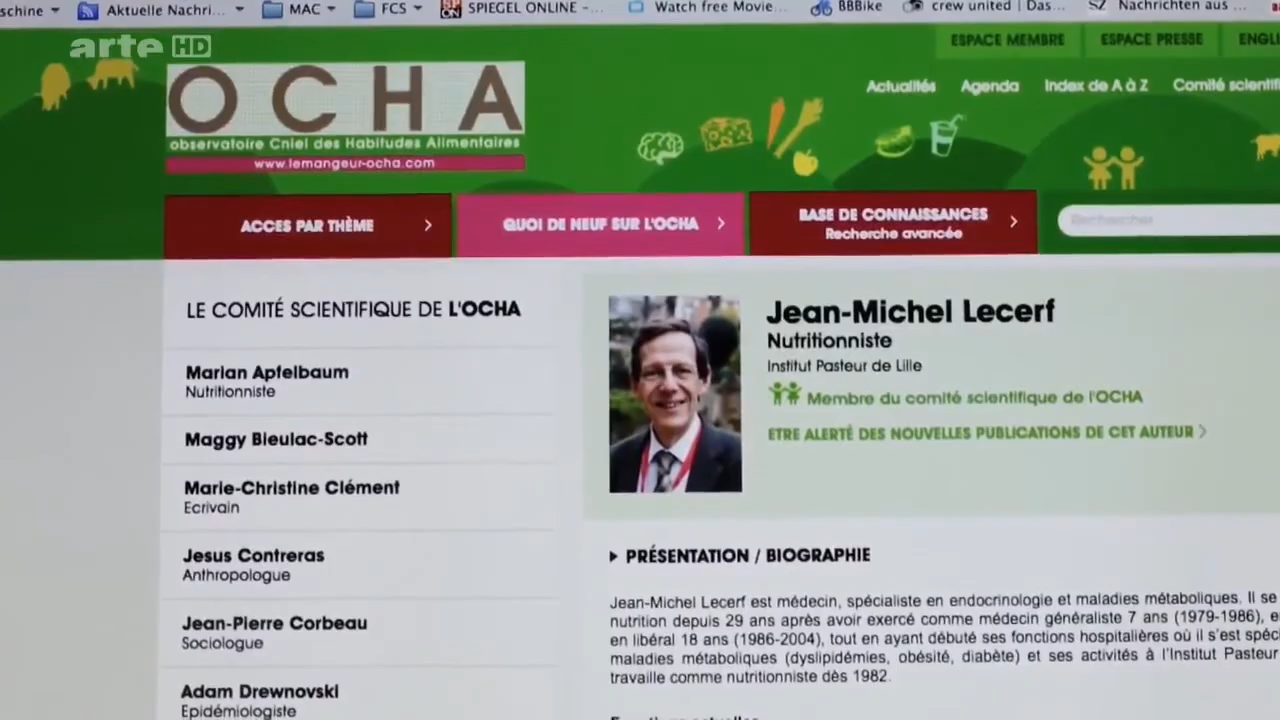 schine
Aktuelle Nachri...
MAC
FCS
SPIEGEL ONLINE -...
Watch free Movie...
BBBike
crew united | Das...
SZ
Nachrichten aus ...
arte HD
ESPACE MEMBRE
ESPACE PRESSE
ENGL
OCHA
observatoire Cniel des Habitudes Alimentaires
www.lemangeur-ocha.com
Actualités
Agenda
Index de A à Z
Comité scientifi
ACCES PAR THÈME
QUOI DE NEUF SUR L'OCHA
BASE DE CONNAISSANCES
Recherche avancée
Rechercher
LE COMITÉ SCIENTIFIQUE DE L'OCHA
Marian Apfelbaum
Nutritionniste
Maggy Bieulac-Scott
Marie-Christine Clément
Ecrivain
Jesus Contreras
Anthropologue
Jean-Pierre Corbeau
Sociologue
Adam Drewnovski
Epidémiologiste
Jean-Michel Lecerf
Nutritionniste
Institut Pasteur de Lille
Membre du comité scientifique de l'OCHA
ETRE ALERTÉ DES NOUVELLES PUBLICATIONS DE CET AUTEUR
PRÉSENTATION / BIOGRAPHIE
Jean-Michel Lecerf est médecin, spécialiste en endocrinologie et maladies métaboliques. Il se
nutrition depuis 29 ans après avoir exercé comme médecin généraliste 7 ans (1979-1986), e
en libéral 18 ans (1986-2004), tout en ayant débuté ses fonctions hospitalières où il s'est spéc
maladies métaboliques (dyslipidémies, obésité, diabète) et ses activités à l'Institut Pasteur
travaille comme nutritionniste dès 1982.